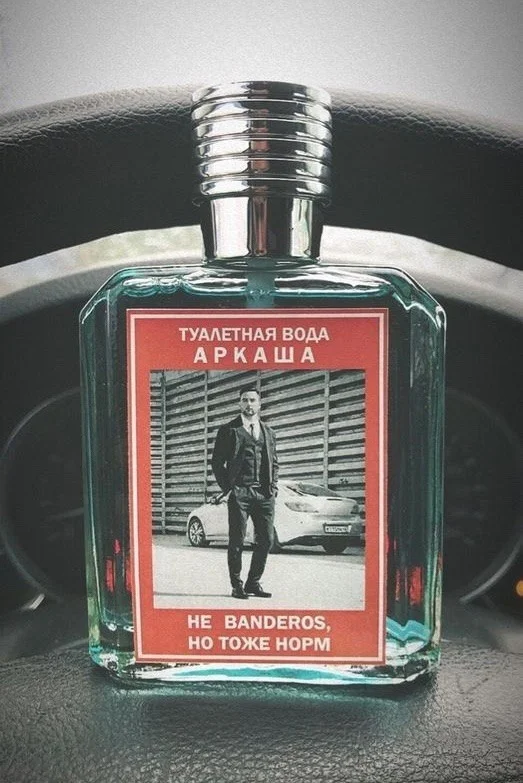 ТУАЛЕТНАЯ ВОДА
АРКАША
НЕ BANDEROS,
НО ТОЖЕ НОРМ